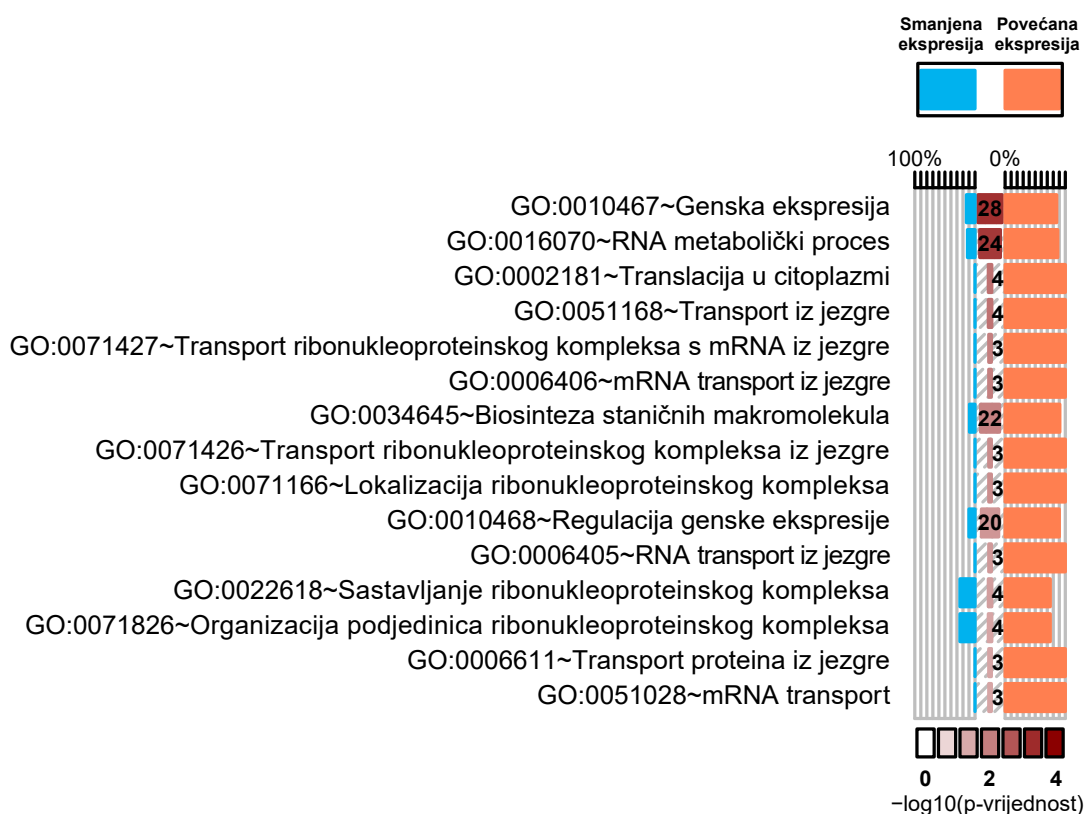 Smanjena Povećana
ekspresija ekspresija
100% 0%
GO:0010467~Genska ekspresija 28
GO:0016070~RNA metabolički proces 24
GO:0002181~Translacija u citoplazmi 4
GO:0051168~Transport iz jezgre 4
GO:0071427~Transport ribonukleoproteinskog kompleksa s mRNA iz jezgre 3
GO:0006406~mRNA transport iz jezgre 3
GO:0034645~Biosinteza staničnih makromolekula 22
GO:0071426~Transport ribonukleoproteinskog kompleksa iz jezgre 3
GO:0071166~Lokalizacija ribonukleoproteinskog kompleksa 3
GO:0010468~Regulacija genske ekspresije 20
GO:0006405~RNA transport iz jezgre 3
GO:0022618~Sastavljanje ribonukleoproteinskog kompleksa 4
GO:0071826~Organizacija podjedinica ribonukleoproteinskog kompleksa 4
GO:0006611~Transport proteina iz jezgre 3
GO:0051028~mRNA transport 3
0 2 4
−log10(p-vrijednost)